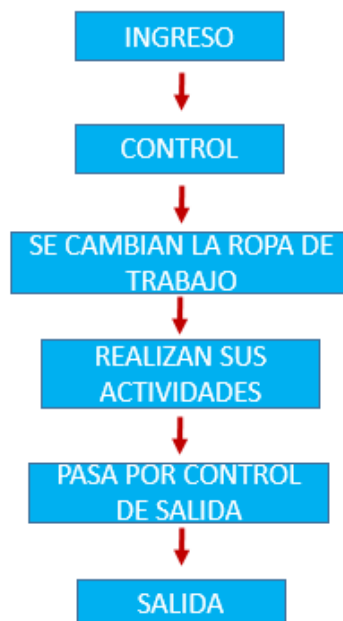 INGRESO
CONTROL
SE CAMBIAN LA ROPA DE
TRABAJO
REALIZAN SUS
ACTIVIDADES
PASA POR CONTROL
DE SALIDA
SALIDA